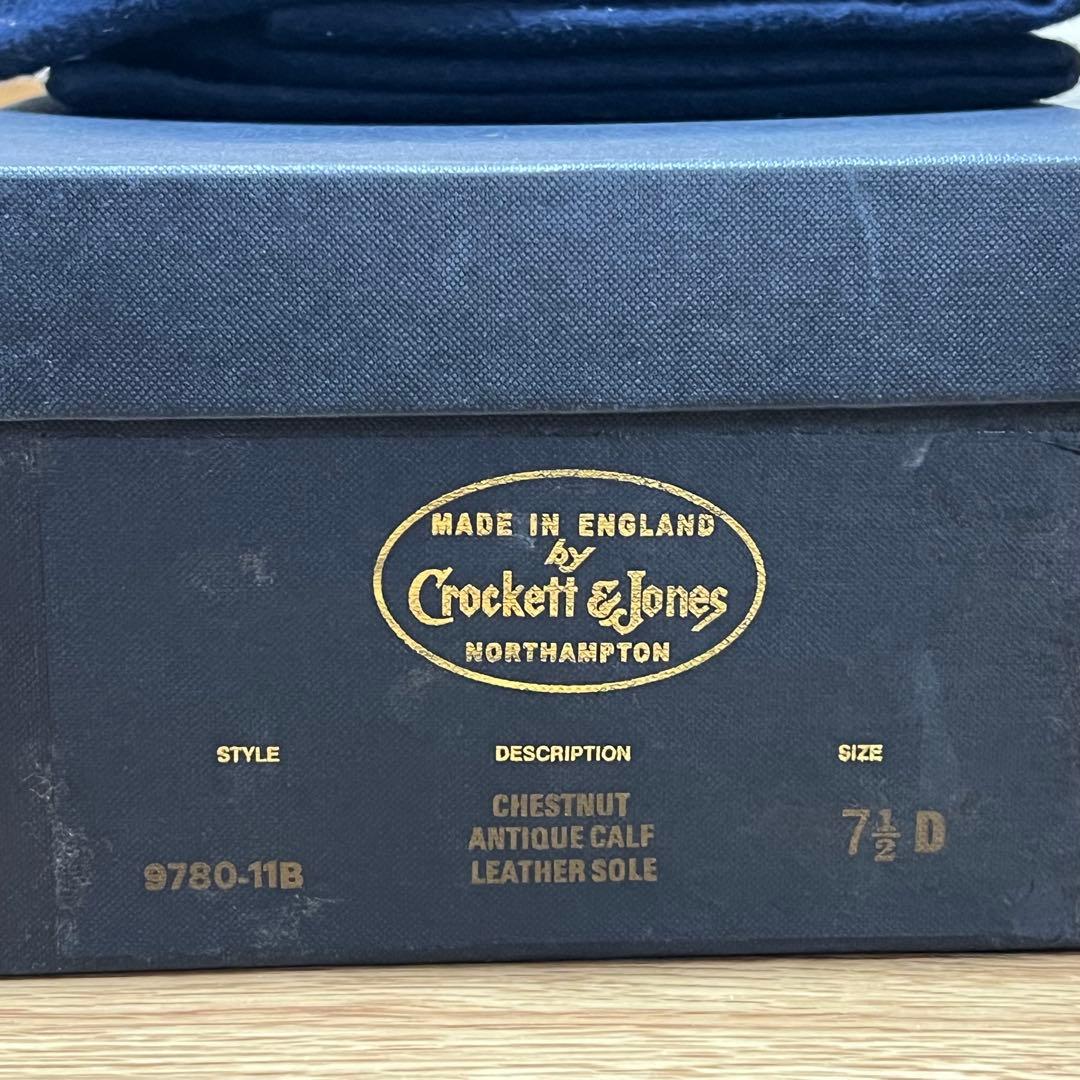 MADE IN ENGLAND
by
Crockett & Jones
NORTHAMPTON
STYLE DESCRIPTION SIZE
CHESTNUT
ANTIQUE CALF
LEATHER SOLE
9780-11B
7½ D